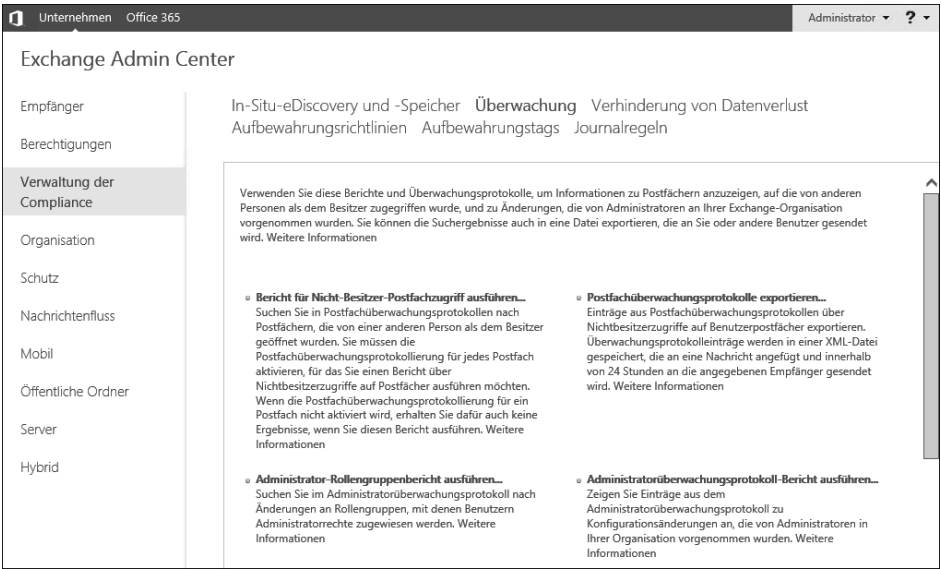 Unternehmen Office 365
Administrator ?
Exchange Admin Center
Empfänger
Berechtigungen
Verwaltung der
Compliance
Organisation
Schutz
Nachrichtenfluss
Mobil
Öffentliche Ordner
Server
Hybrid
In-Situ-eDiscovery und -Speicher Überwachung Verhinderung von Datenverlust
Aufbewahrungsrichtlinien Aufbewahrungstags Journalregeln
Verwenden Sie diese Berichte und Überwachungsprotokolle, um Informationen zu Postfächern anzuzeigen, auf die von anderen
Personen als dem Besitzer zugegriffen wurde, und zu Änderungen, die von Administratoren an Ihrer Exchange-Organisation
vorgenommen wurden. Sie können die Suchergebnisse auch in eine Datei exportieren, die an Sie oder andere Benutzer gesendet
wird. Weitere Informationen
Bericht für Nicht-Besitzer-Postfachzugriff ausführen...
Suchen Sie in Postfachüberwachungsprotokollen nach
Postfächern, die von einer anderen Person als dem Besitzer
geöffnet wurden. Sie müssen die
Postfachüberwachungsprotokollierung für jedes Postfach
aktivieren, für das Sie einen Bericht über
Nichtbesitzerzugriffe auf Postfächer ausführen möchten.
Wenn die Postfachüberwachungsprotokollierung für ein
Postfach nicht aktiviert wird, erhalten Sie dafür auch keine
Ergebnisse, wenn Sie diesen Bericht ausführen. Weitere
Informationen
Postfachüberwachungsprotokolle exportieren...
Einträge aus Postfachüberwachungsprotokollen über
Nichtbesitzerzugriffe auf Benutzerpostfächer exportieren.
Überwachungsprotokolleinträge werden in einer XML-Datei
gespeichert, die an eine Nachricht angefügt und innerhalb
von 24 Stunden an die angegebenen Empfänger gesendet
wird. Weitere Informationen
Administrator-Rollengruppenbericht ausführen...
Suchen Sie im Administratorüberwachungsprotokoll nach
Änderungen an Rollengruppen, mit denen Benutzern
Administratorrechte zugewiesen werden. Weitere
Informationen
Administratorüberwachungsprotokoll-Bericht ausführen...
Zeigen Sie Einträge aus dem
Administratorüberwachungsprotokoll zu
Konfigurationsänderungen an, die von Administratoren in
Ihrer Organisation vorgenommen wurden. Weitere
Informationen